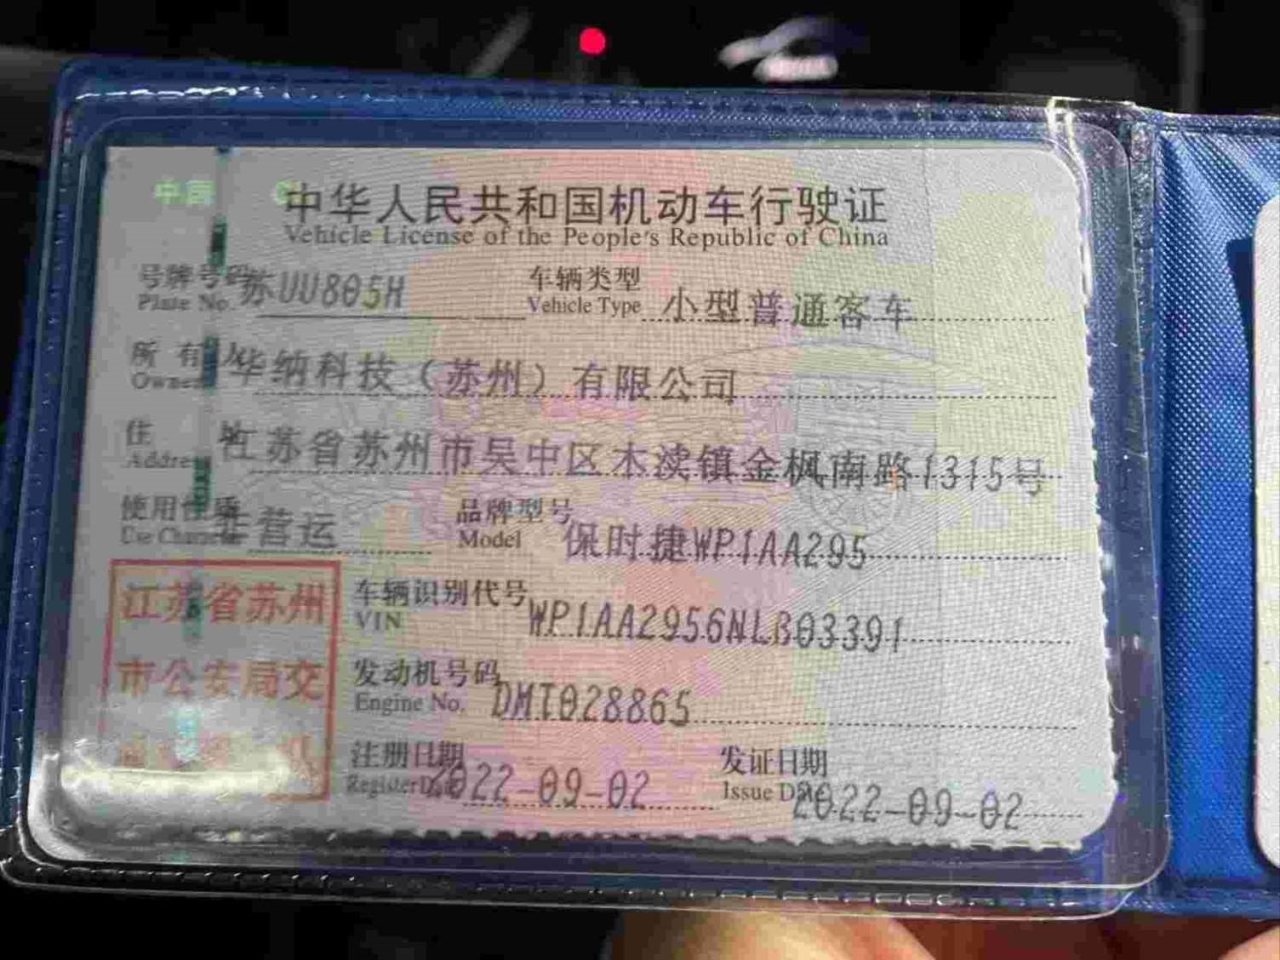 中国
中华人民共和国机动车行驶证
Vehicle License of the People's Republic of China
号牌号码 苏UU805H 车辆类型 小型普通客车
Plate No. Vehicle Type
所有人 华纳科技（苏州）有限公司
Owner
住 址 江苏省苏州市吴中区木渎镇金枫南路1315号
Address
使用性质 非营运 品牌型号 保时捷WP1AA295
Use Character Model
江苏省苏州
市公安局交
车辆识别代号 WP1AA2956NLB03391
VIN
发动机号码 DMT028865
Engine No.
注册日期 2022-09-02 发证日期 2022-09-02
Register Date Issue Date